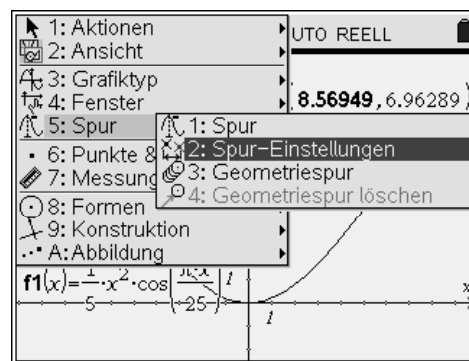 1: Aktionen
2: Ansicht
3: Grafiktyp
4: Fenster
5: Spur
6: Punkte &
7: Messung
8: Formen
9: Konstruktion
A: Abbildung
UTO REELL
8.56949,6.96289
1: Spur
2: Spur-Einstellungen
3: Geometriespur
4: Geometriespur löschen
f1(x)=1/5·x²·cos(π·x/25)
1
1
x